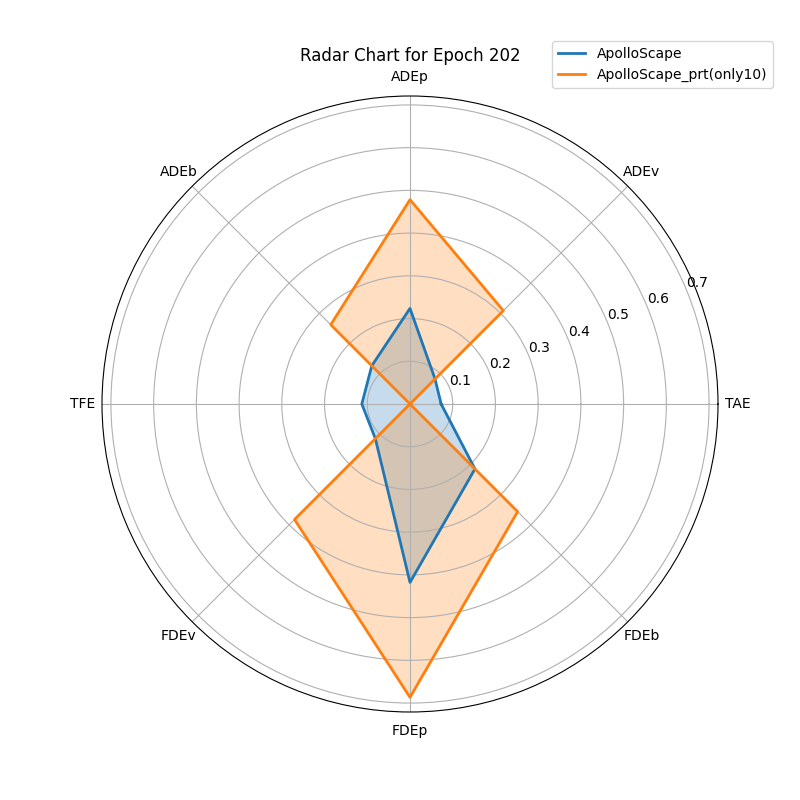 Radar Chart for Epoch 202
ApolloScape
ApolloScape_prt(only10)
ADEp
ADEb
ADEv
0.7
0.6
0.5
0.4
0.3
0.2
0.1
TFE
TAE
FDEv
FDEb
FDEp